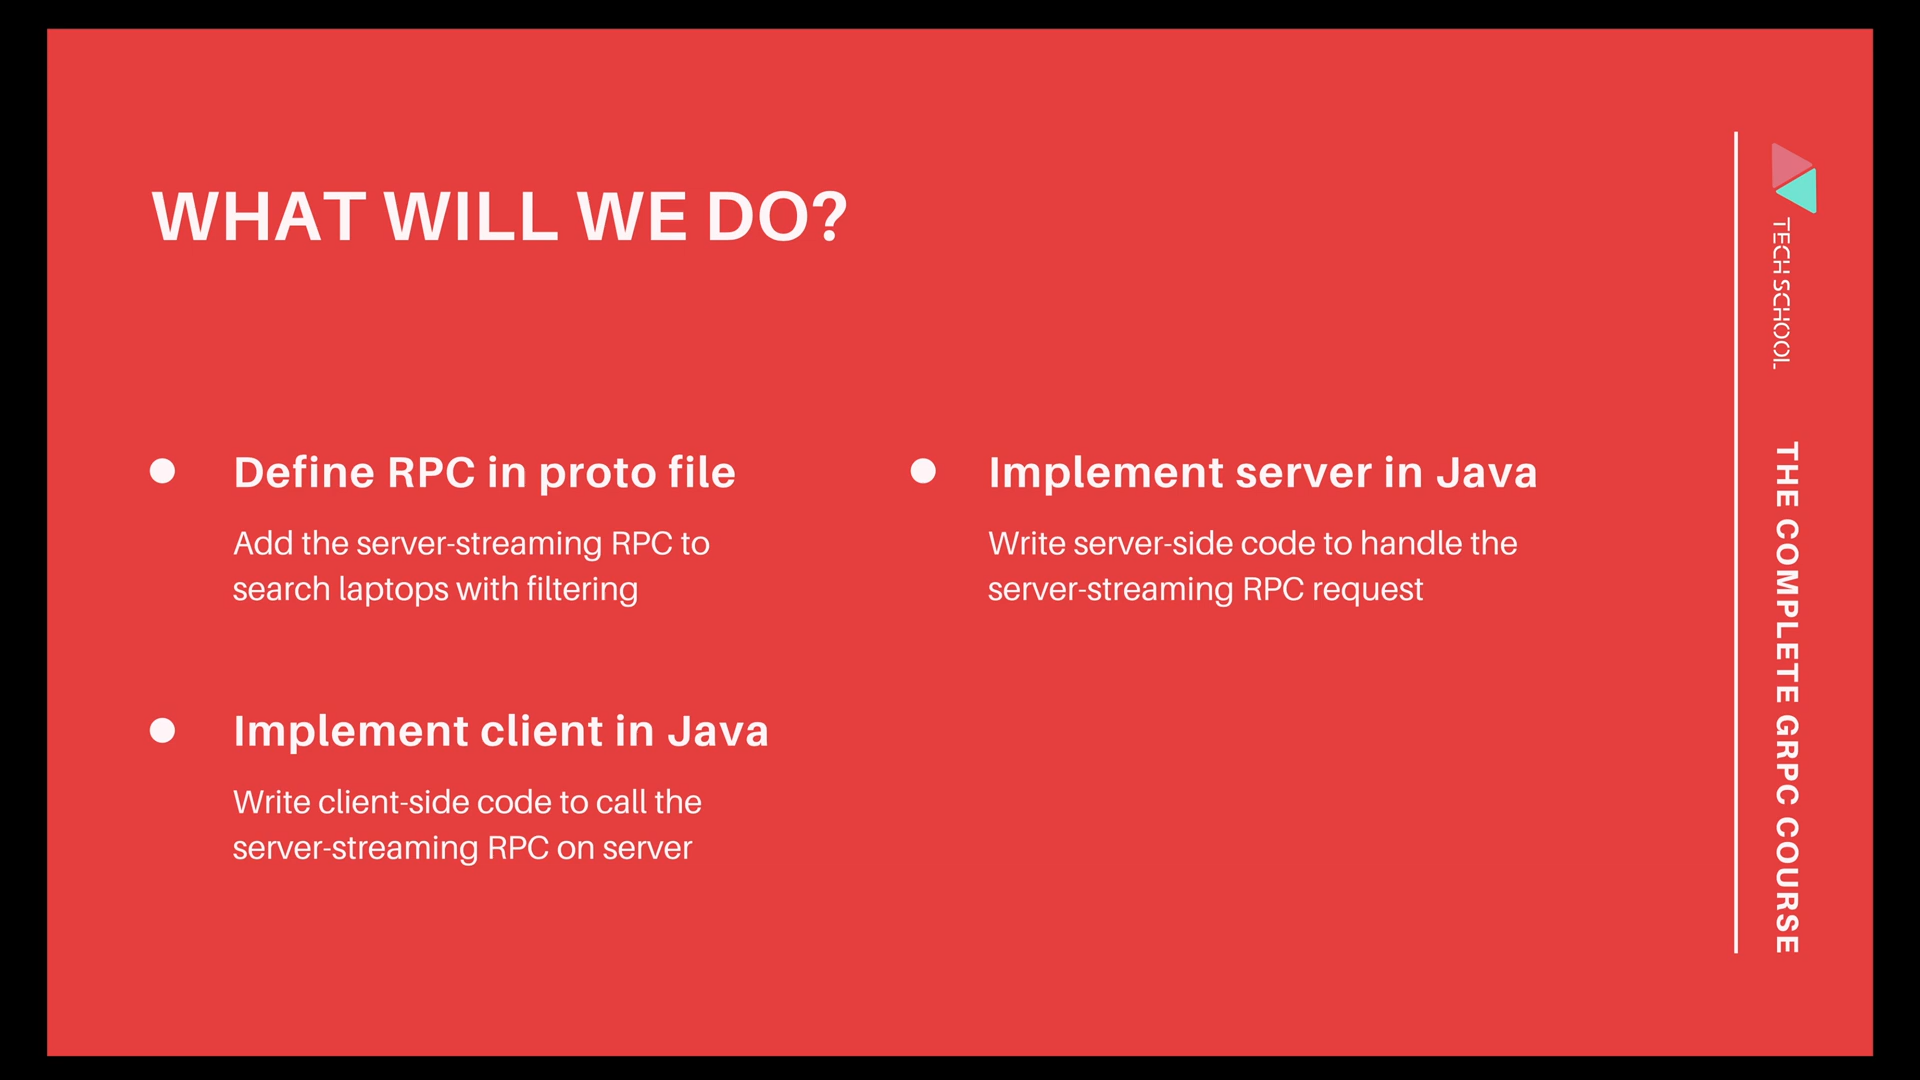 WHAT WILL WE DO?
Define RPC in proto file
Add the server-streaming RPC to
search laptops with filtering
Implement server in Java
Write server-side code to handle the
server-streaming RPC request
Implement client in Java
Write client-side code to call the
server-streaming RPC on server
TECH SCHOOL
THE COMPLETE GRPC COURSE